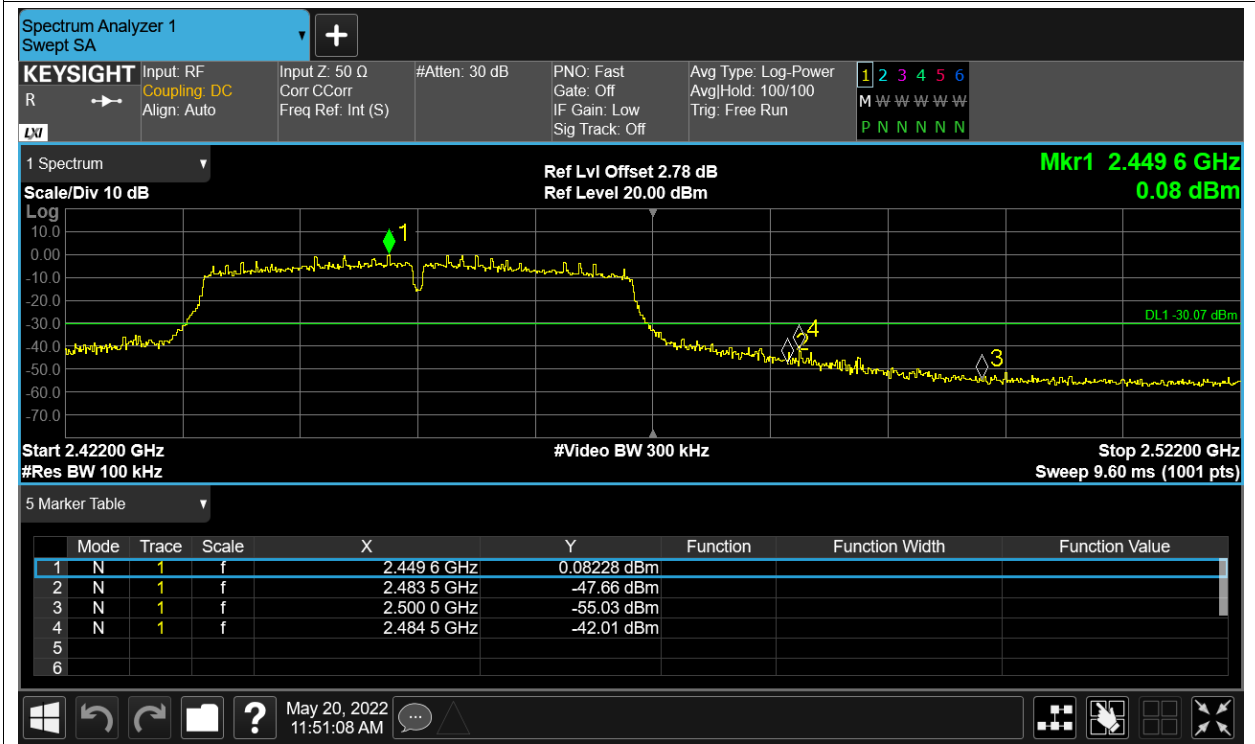 Spectrum Analyzer 1
Swept SA
KEYSIGHT
R
LXI
Input: RF
Coupling: DC
Align: Auto
Input Z: 50 Ω
Corr CCorr
Freq Ref: Int (S)
#Atten: 30 dB
PNO: Fast
Gate: Off
IF Gain: Low
Sig Track: Off
Avg Type: Log-Power
Avg|Hold: 100/100
Trig: Free Run
1 2 3 4 5 6
M W W W W W
P N N N N N
1 Spectrum
Scale/Div 10 dB
Ref Lvl Offset 2.78 dB
Ref Level 20.00 dBm
Mkr1 2.449 6 GHz
0.08 dBm
Log
10.0
0.00
-10.0
-20.0
-30.0
-40.0
-50.0
-60.0
-70.0
1
2
4
3
DL1 -30.07 dBm
Start 2.42200 GHz #Video BW 300 kHz Stop 2.52200 GHz
#Res BW 100 kHz Sweep 9.60 ms (1001 pts)
5 Marker Table
Mode Trace Scale X Y Function Function Width Function Value
1 N 1 f 2.449 6 GHz 0.08228 dBm
2 N 1 f 2.483 5 GHz -47.66 dBm
3 N 1 f 2.500 0 GHz -55.03 dBm
4 N 1 f 2.484 5 GHz -42.01 dBm
5
6
?
May 20, 2022
11:51:08 AM